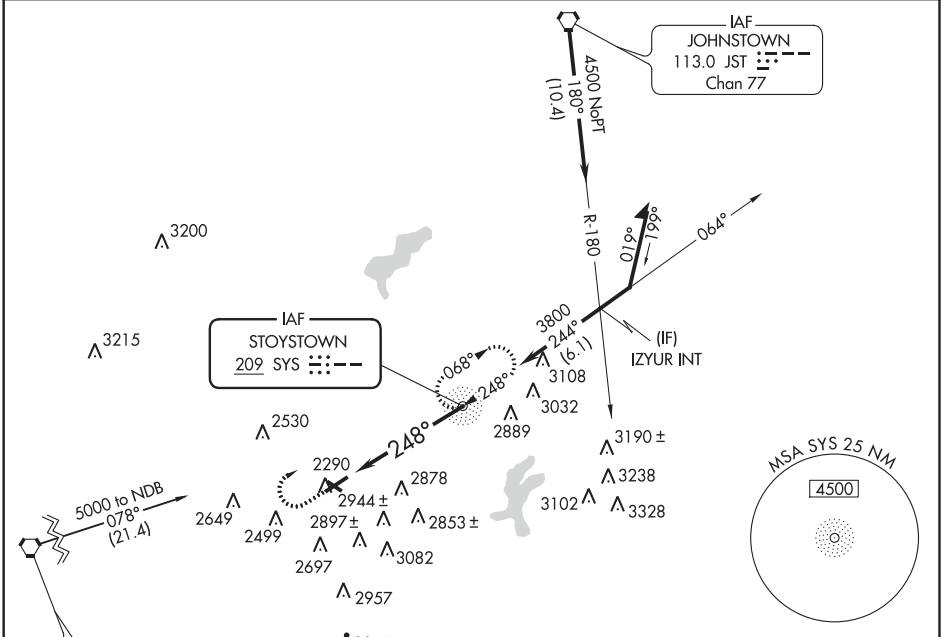 IAF
JOHNSTOWN
113.0 JST
Chan 77
4500 NoPT
180°
(10.4)
R-180
019°
199°
064°
3200
3215
IAF
STOYSTOWN
209 SYS
3800
244°
(6.1)
(IF)
IZYUR INT
068°
248°
3108
3032
2889
248°
2530
2290
2944 ±
2878
3190 ±
3238
3102
3328
MSA SYS 25 NM
4500
5000 to NDB
078°
(21.4)
2649
2499
2897 ±
2853 ±
2697
3082
2957